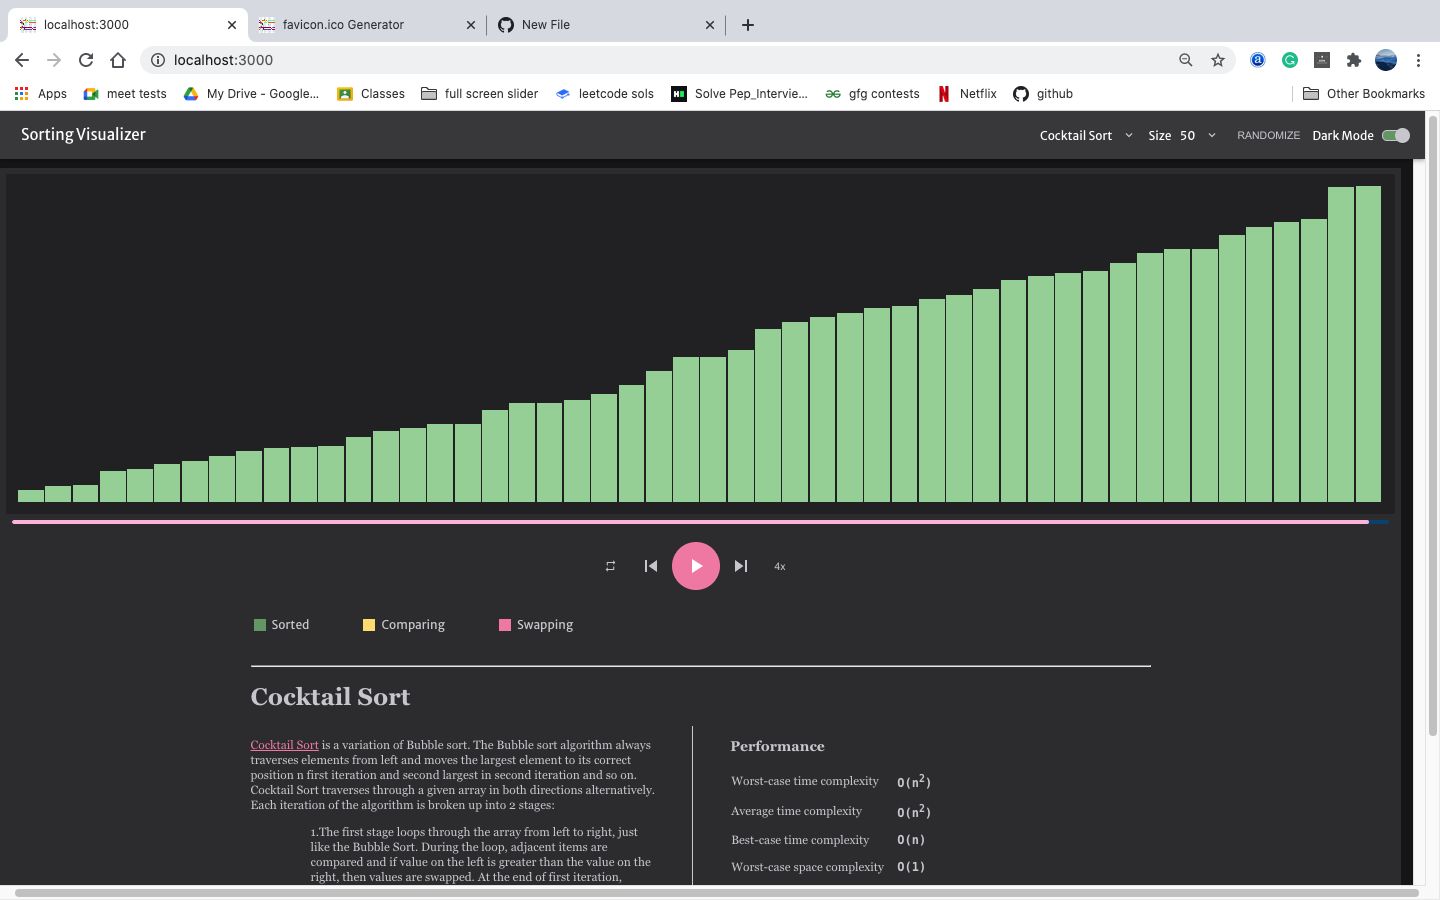 localhost:3000
favicon.ico Generator
New File
localhost:3000
Apps
meet tests
My Drive - Google...
Classes
full screen slider
leetcode sols
Solve Pep_Intervie...
gfg contests
Netflix
github
Other Bookmarks
Sorting Visualizer
Cocktail Sort
Size 50
RANDOMIZE
Dark Mode
4x
Sorted
Comparing
Swapping
Cocktail Sort
Cocktail Sort is a variation of Bubble sort. The Bubble sort algorithm always
traverses elements from left and moves the largest element to its correct
position n first iteration and second largest in second iteration and so on.
Cocktail Sort traverses through a given array in both directions alternatively.
Each iteration of the algorithm is broken up into 2 stages:
1.The first stage loops through the array from left to right, just
like the Bubble Sort. During the loop, adjacent items are
compared and if value on the left is greater than the value on the
right, then values are swapped. At the end of first iteration,
Performance
Worst-case time complexity O(n²)
Average time complexity O(n²)
Best-case time complexity O(n)
Worst-case space complexity O(1)